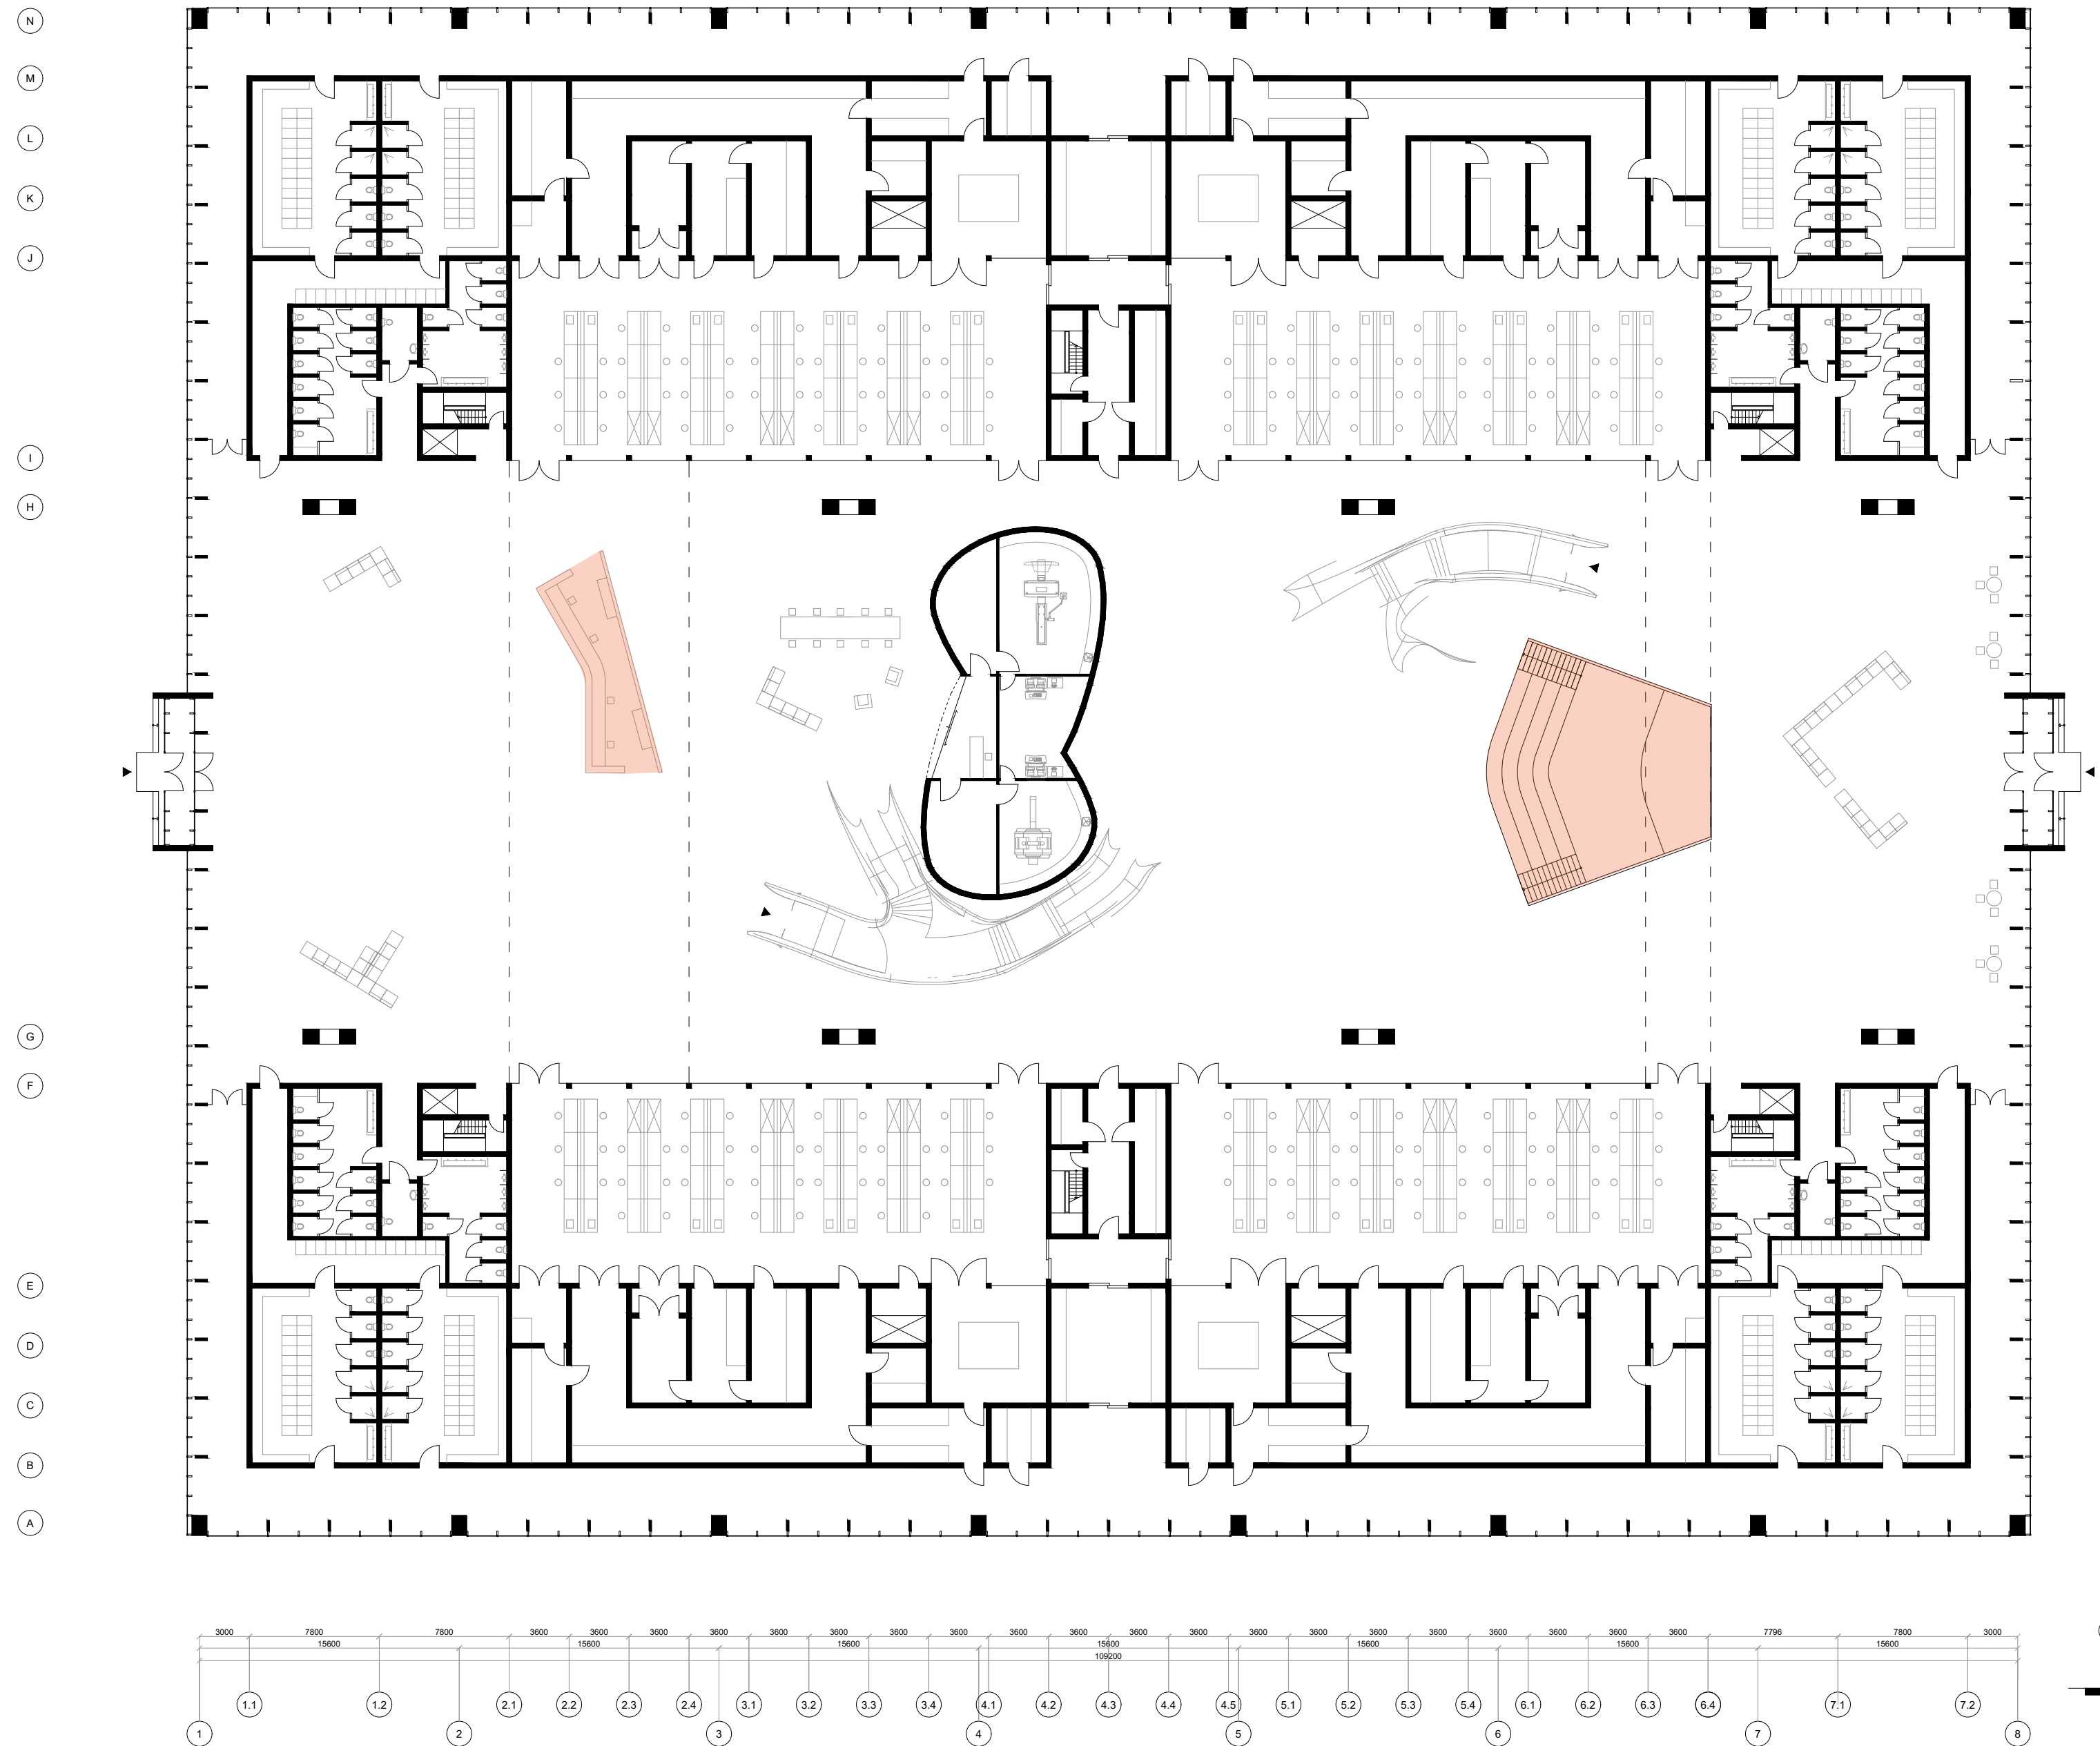 N
M
L
K
J
I
H
G
F
E
D
C
B
A
3000 7800 7800 3600 3600 3600 3600 3600 3600 3600 3600 3600 3600 3600 3600 3600 3600 3600 3600 3600 3600 3600 3600 7796 7800 3000
15600 15600 15600 15600 15600 15600 15600
109200
1.1 1.2 2.1 2.2 2.3 2.4 3.1 3.2 3.3 3.4 4.1 4.2 4.3 4.4 4.5 5.1 5.2 5.3 5.4 6.1 6.2 6.3 6.4 7.1 7.2
1 2 3 4 5 6 7 8